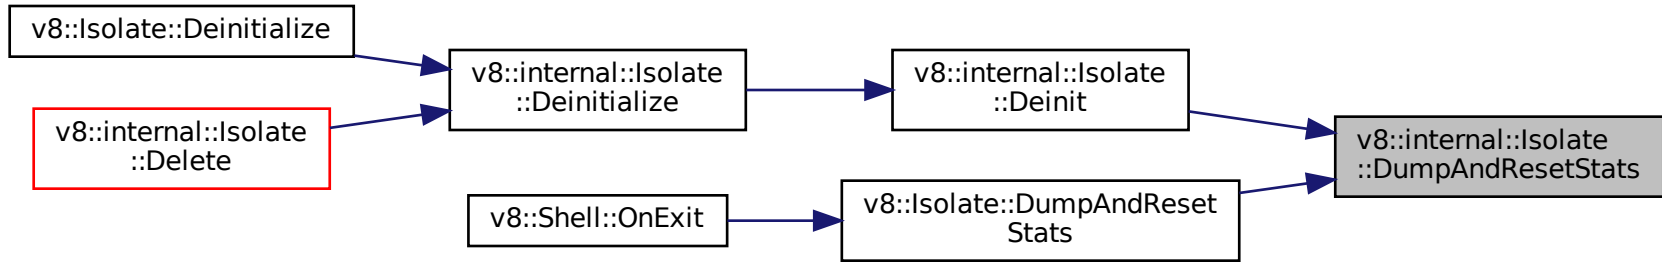 v8::Isolate::Deinitialize
v8::internal::Isolate
::Delete
v8::internal::Isolate
::Deinitialize
v8::Shell::OnExit
v8::internal::Isolate
::Deinit
v8::Isolate::DumpAndReset
Stats
v8::internal::Isolate
::DumpAndResetStats